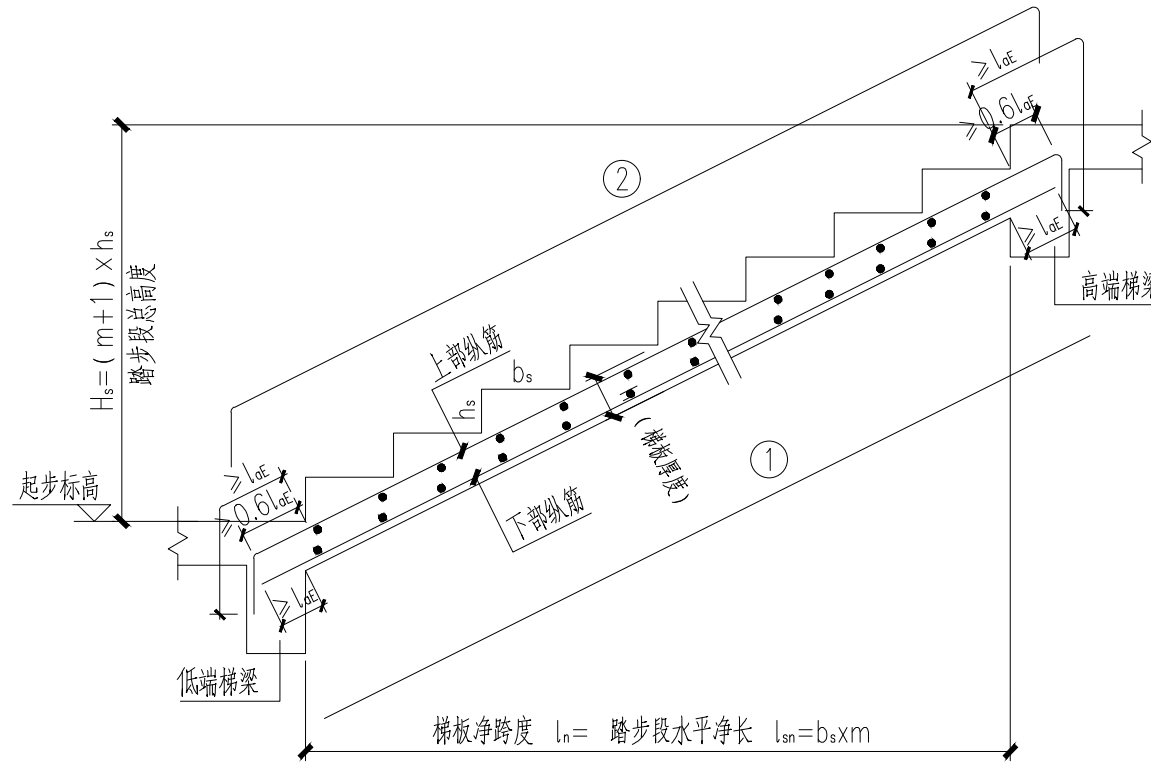 ≥laE
≥0.6laE
②
Hs=(m+1)×hs
踏步段总高度
≥laE
高端梯梁
上部纵筋
bs
hs
(梯板厚度)
①
起步标高
≥laE
≥0.6laE
下部纵筋
≥laE
低端梯梁
梯板净跨度 ln= 踏步段水平净长 lsn=bs×m